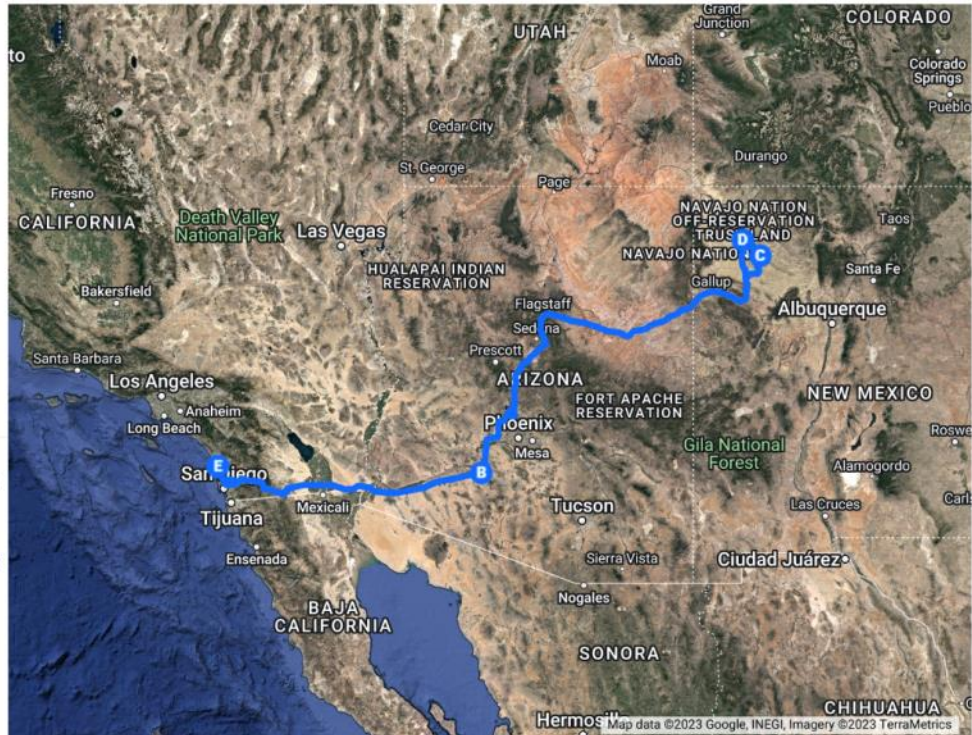 Grand
Junction
COLORADO
UTAH
to
Moab
Colorado
Springs
Pueblo
Cedar City
St. George
Durango
Page
Fresno
CALIFORNIA
Death Valley
National Park
Las Vegas
NAVAJO NATION
OFF-RESERVATION
TRUST LAND
Taos
D
C
NAVAJO NATION
HUALAPAI INDIAN
RESERVATION
Gallup
Santa Fe
Bakersfield
Flagstaff
Sedona
Albuquerque
Prescott
Santa Barbara
Los Angeles
Anaheim
Long Beach
ARIZONA
FORT APACHE
RESERVATION
NEW MEXICO
Phoenix
Mesa
Roswe
Gila National
Forest
Alamogordo
E
B
San Diego
Mexicali
Tijuana
Tucson
Las Cruces
Carls
Ensenada
Sierra Vista
Ciudad Juárez
Nogales
BAJA
CALIFORNIA
SONORA
CHIHUAHUA
Hermosillo
Map data ©2023 Google, INEGI, Imagery ©2023 TerraMetrics